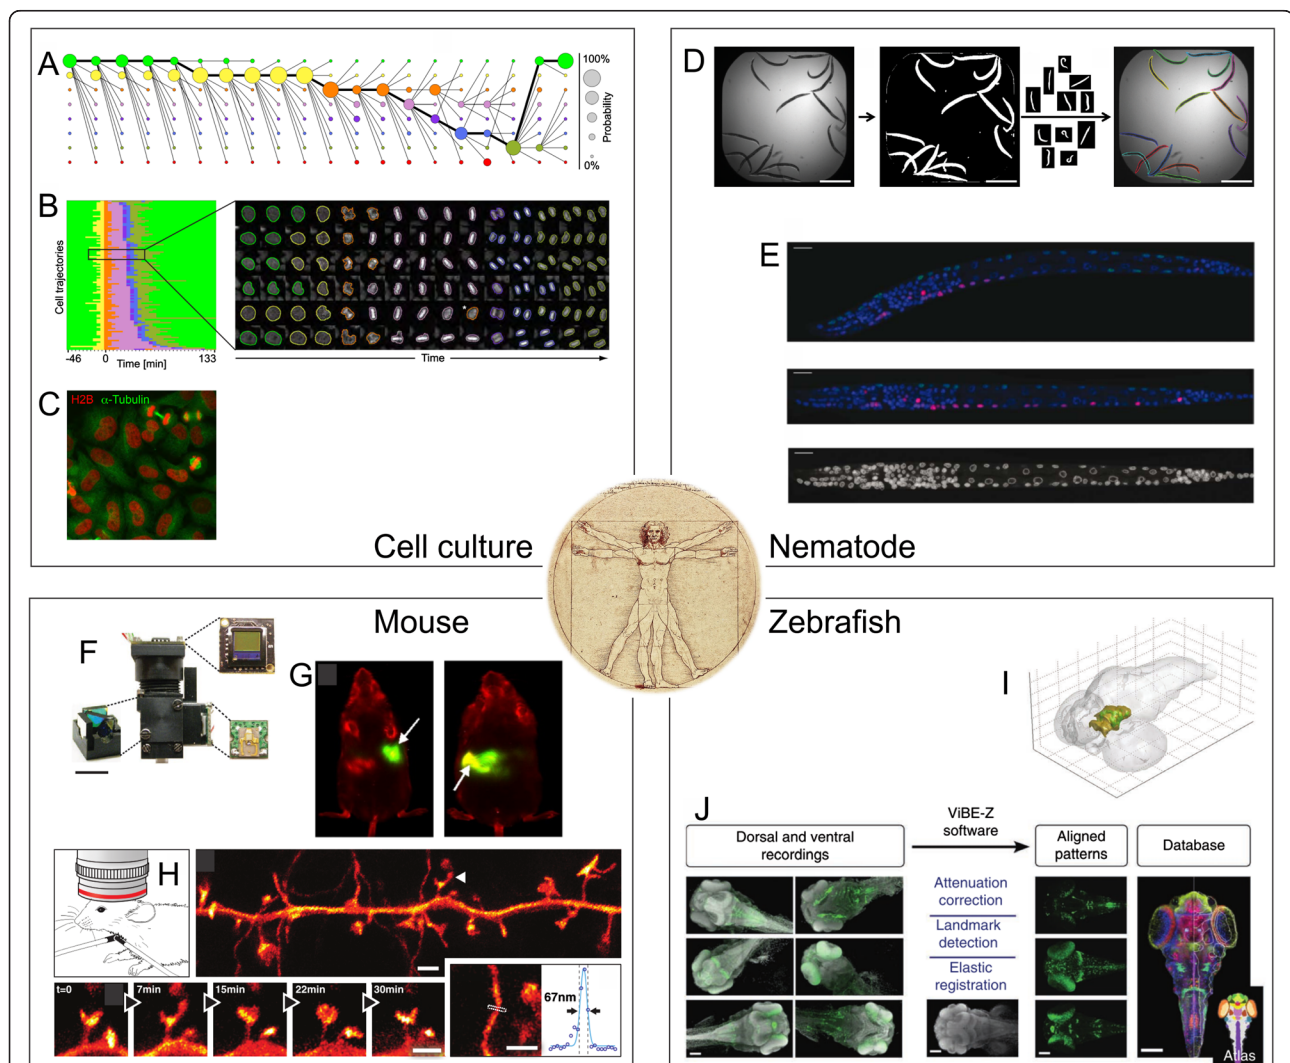 A
100%
Probability
0%
B
Cell trajectories
-46
0
133
Time [min]
Time
C
H2B α-Tubulin
Cell culture
D
E
Nematode
Mouse
F
G
H
t=0
7min
15min
22min
30min
67nm
Zebrafish
I
J
Dorsal and ventral
recordings
ViBE-Z
software
Aligned
patterns
Database
Attenuation
correction
Landmark
detection
Elastic
registration
Atlas